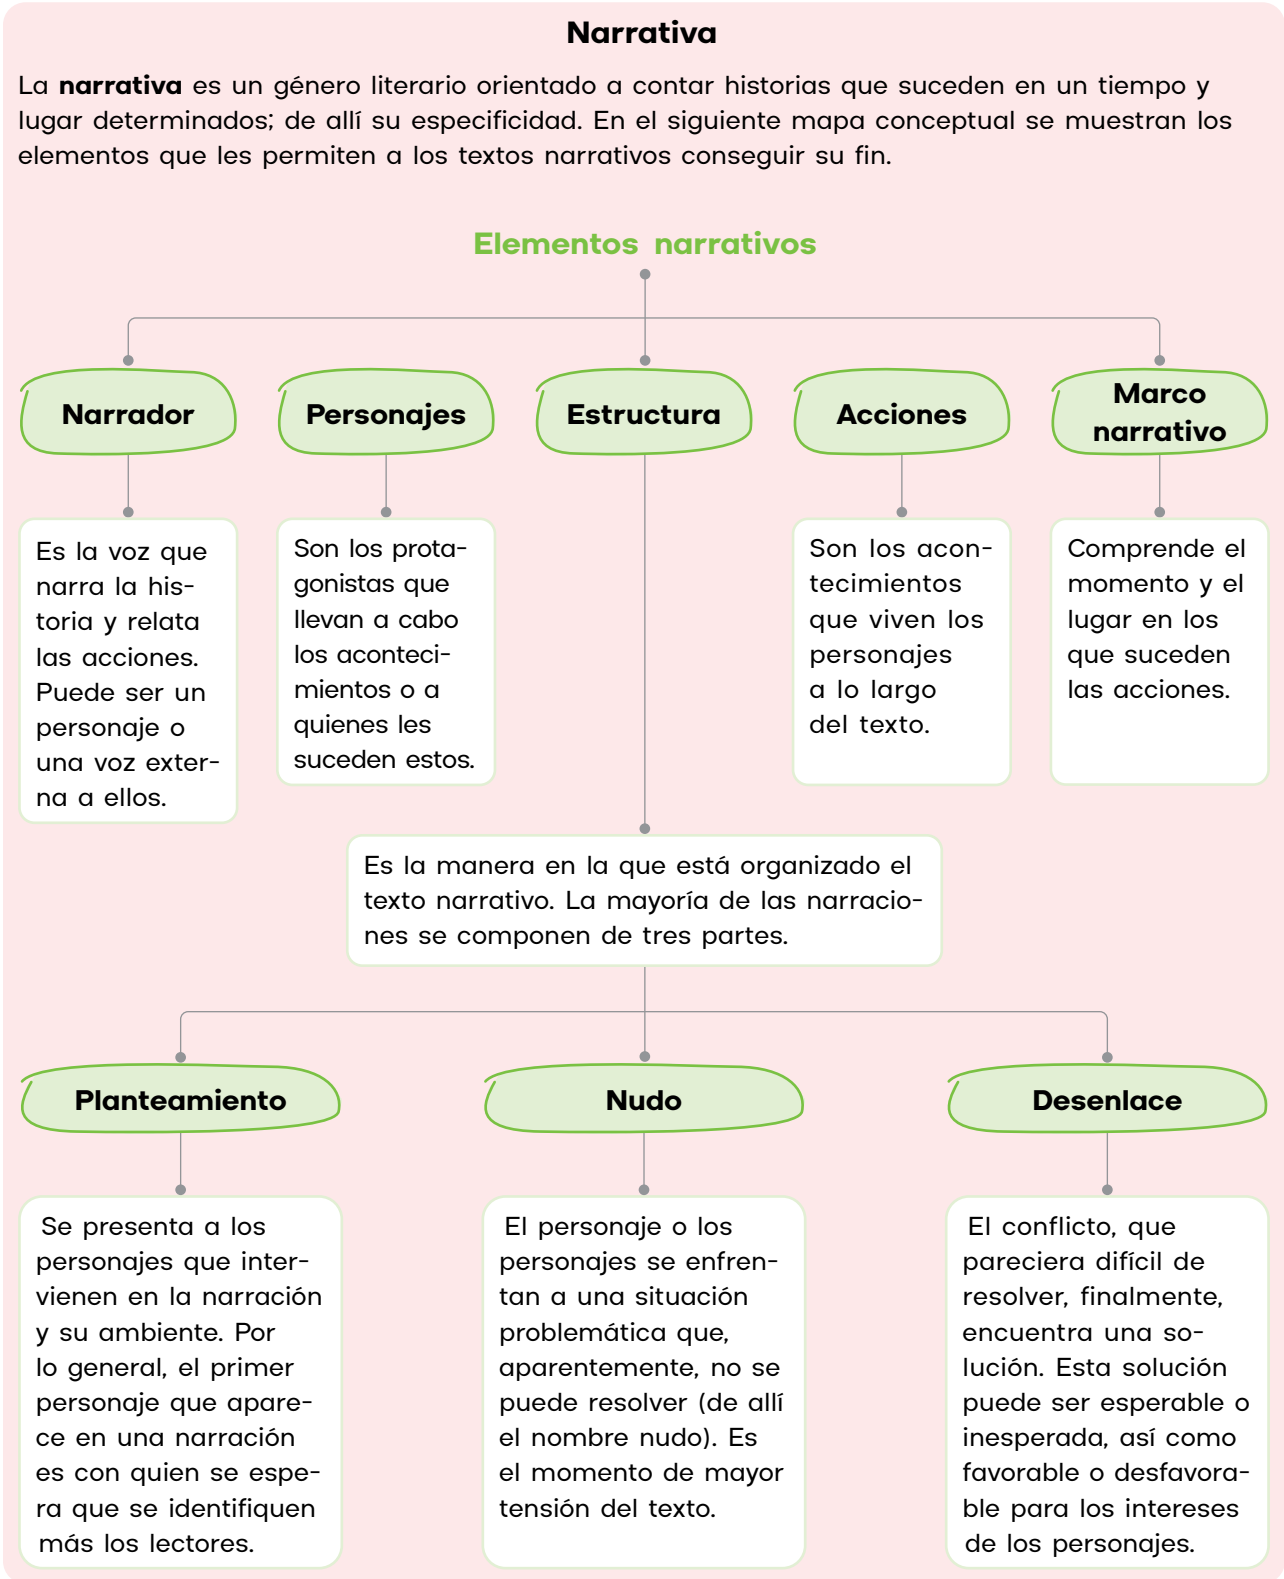 Narrativa
La narrativa es un género literario orientado a contar historias que suceden en un tiempo y
lugar determinados; de allí su especificidad. En el siguiente mapa conceptual se muestran los
elementos que les permiten a los textos narrativos conseguir su fin.
Elementos narrativos
Narrador
Es la voz que
narra la his-
toria y relata
las acciones.
Puede ser un
personaje o
una voz exter-
na a ellos.
Personajes
Son los prota-
gonistas que
llevan a cabo
los aconteci-
mientos o a
quienes les
suceden estos.
Estructura
Acciones
Son los acon-
tecimientos
que viven los
personajes
a lo largo
del texto.
Marco
narrativo
Comprende el
momento y el
lugar en los
que suceden
las acciones.
Es la manera en la que está organizado el
texto narrativo. La mayoría de las narracio-
nes se componen de tres partes.
Planteamiento
Se presenta a los
personajes que inter-
vienen en la narración
y su ambiente. Por
lo general, el primer
personaje que apare-
ce en una narración
es con quien se espe-
ra que se identifiquen
más los lectores.
Nudo
El personaje o los
personajes se enfren-
tan a una situación
problemática que,
aparentemente, no se
puede resolver (de allí
el nombre nudo). Es
el momento de mayor
tensión del texto.
Desenlace
El conflicto, que
pareciera difícil de
resolver, finalmente,
encuentra una so-
lución. Esta solución
puede ser esperable o
inesperada, así como
favorable o desfavora-
ble para los intereses
de los personajes.